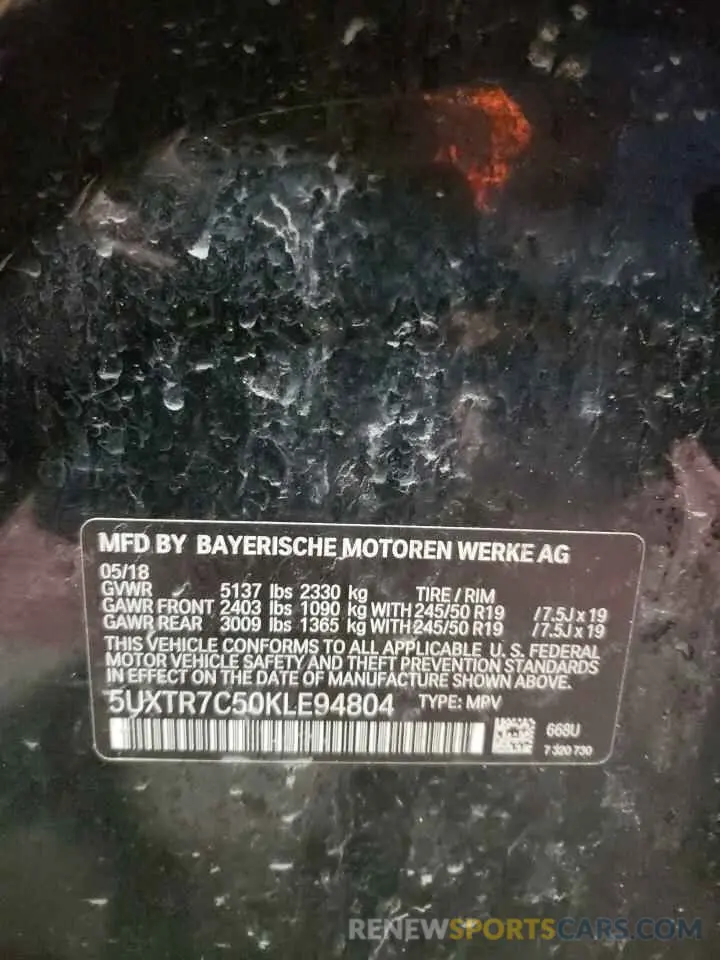 MFD BY BAYERISCHE MOTOREN WERKE AG
05/18
GVWR 5137 lbs 2330 kg TIRE / RIM
GAWR FRONT 2403 lbs 1090 kg WITH 245/50 R19 /7.5J x 19
GAWR REAR 3009 lbs 1365 kg WITH 245/50 R19 /7.5J x 19
THIS VEHICLE CONFORMS TO ALL APPLICABLE U. S. FEDERAL
MOTOR VEHICLE SAFETY AND THEFT PREVENTION STANDARDS
IN EFFECT ON THE DATE OF MANUFACTURE SHOWN ABOVE.
5UXTR7C50KLE94804 TYPE: MPV
668U
7 320 730
RENEWSPORTSCARS.COM